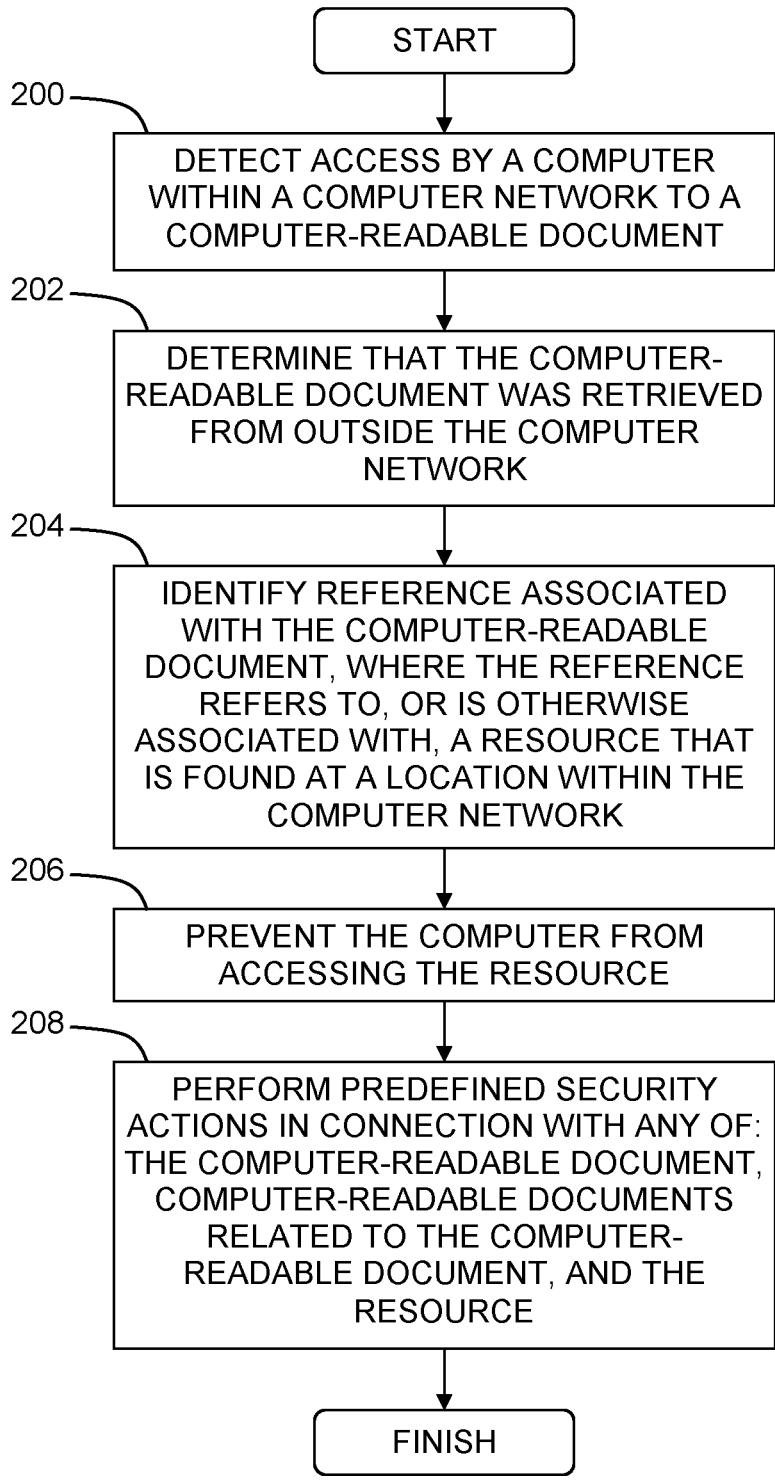 START
200
DETECT ACCESS BY A COMPUTER
WITHIN A COMPUTER NETWORK TO A
COMPUTER-READABLE DOCUMENT
202
DETERMINE THAT THE COMPUTER-
READABLE DOCUMENT WAS RETRIEVED
FROM OUTSIDE THE COMPUTER
NETWORK
204
IDENTIFY REFERENCE ASSOCIATED
WITH THE COMPUTER-READABLE
DOCUMENT, WHERE THE REFERENCE
REFERS TO, OR IS OTHERWISE
ASSOCIATED WITH, A RESOURCE THAT
IS FOUND AT A LOCATION WITHIN THE
COMPUTER NETWORK
206
PREVENT THE COMPUTER FROM
ACCESSING THE RESOURCE
208
PERFORM PREDEFINED SECURITY
ACTIONS IN CONNECTION WITH ANY OF:
THE COMPUTER-READABLE DOCUMENT,
COMPUTER-READABLE DOCUMENTS
RELATED TO THE COMPUTER-
READABLE DOCUMENT, AND THE
RESOURCE
FINISH